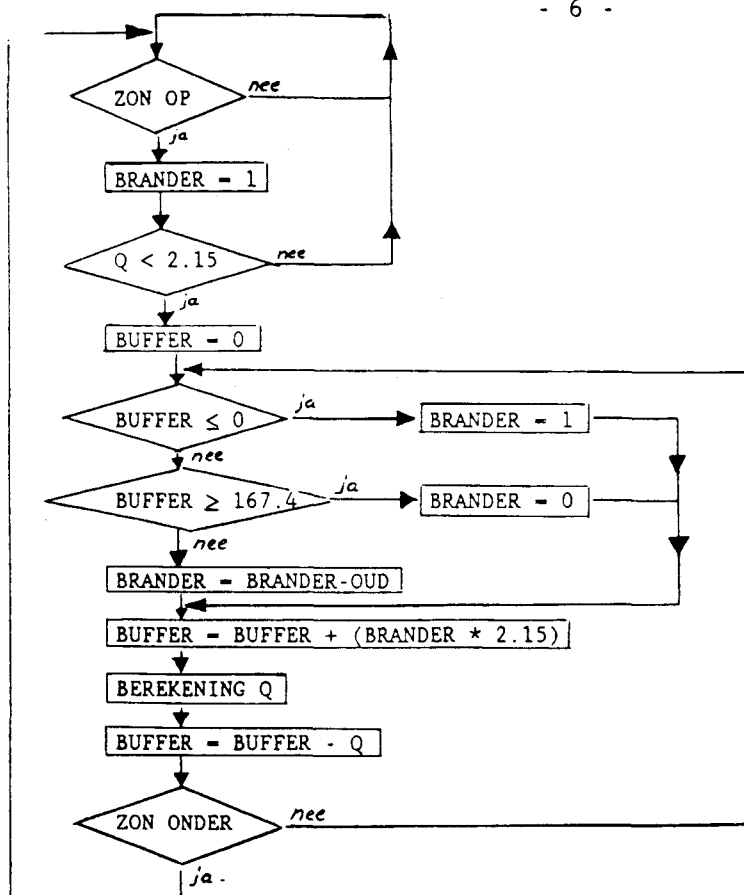 - 6 -
ZON OP
nee
ja
BRANDER = 1
Q < 2.15
nee
ja
BUFFER = 0
BUFFER ≤ 0
ja
BRANDER = 1
nee
BUFFER ≥ 167.4
ja
BRANDER = 0
nee
BRANDER = BRANDER-OUD
BUFFER = BUFFER + (BRANDER * 2.15)
BEREKENING Q
BUFFER = BUFFER - Q
ZON ONDER
nee
ja.